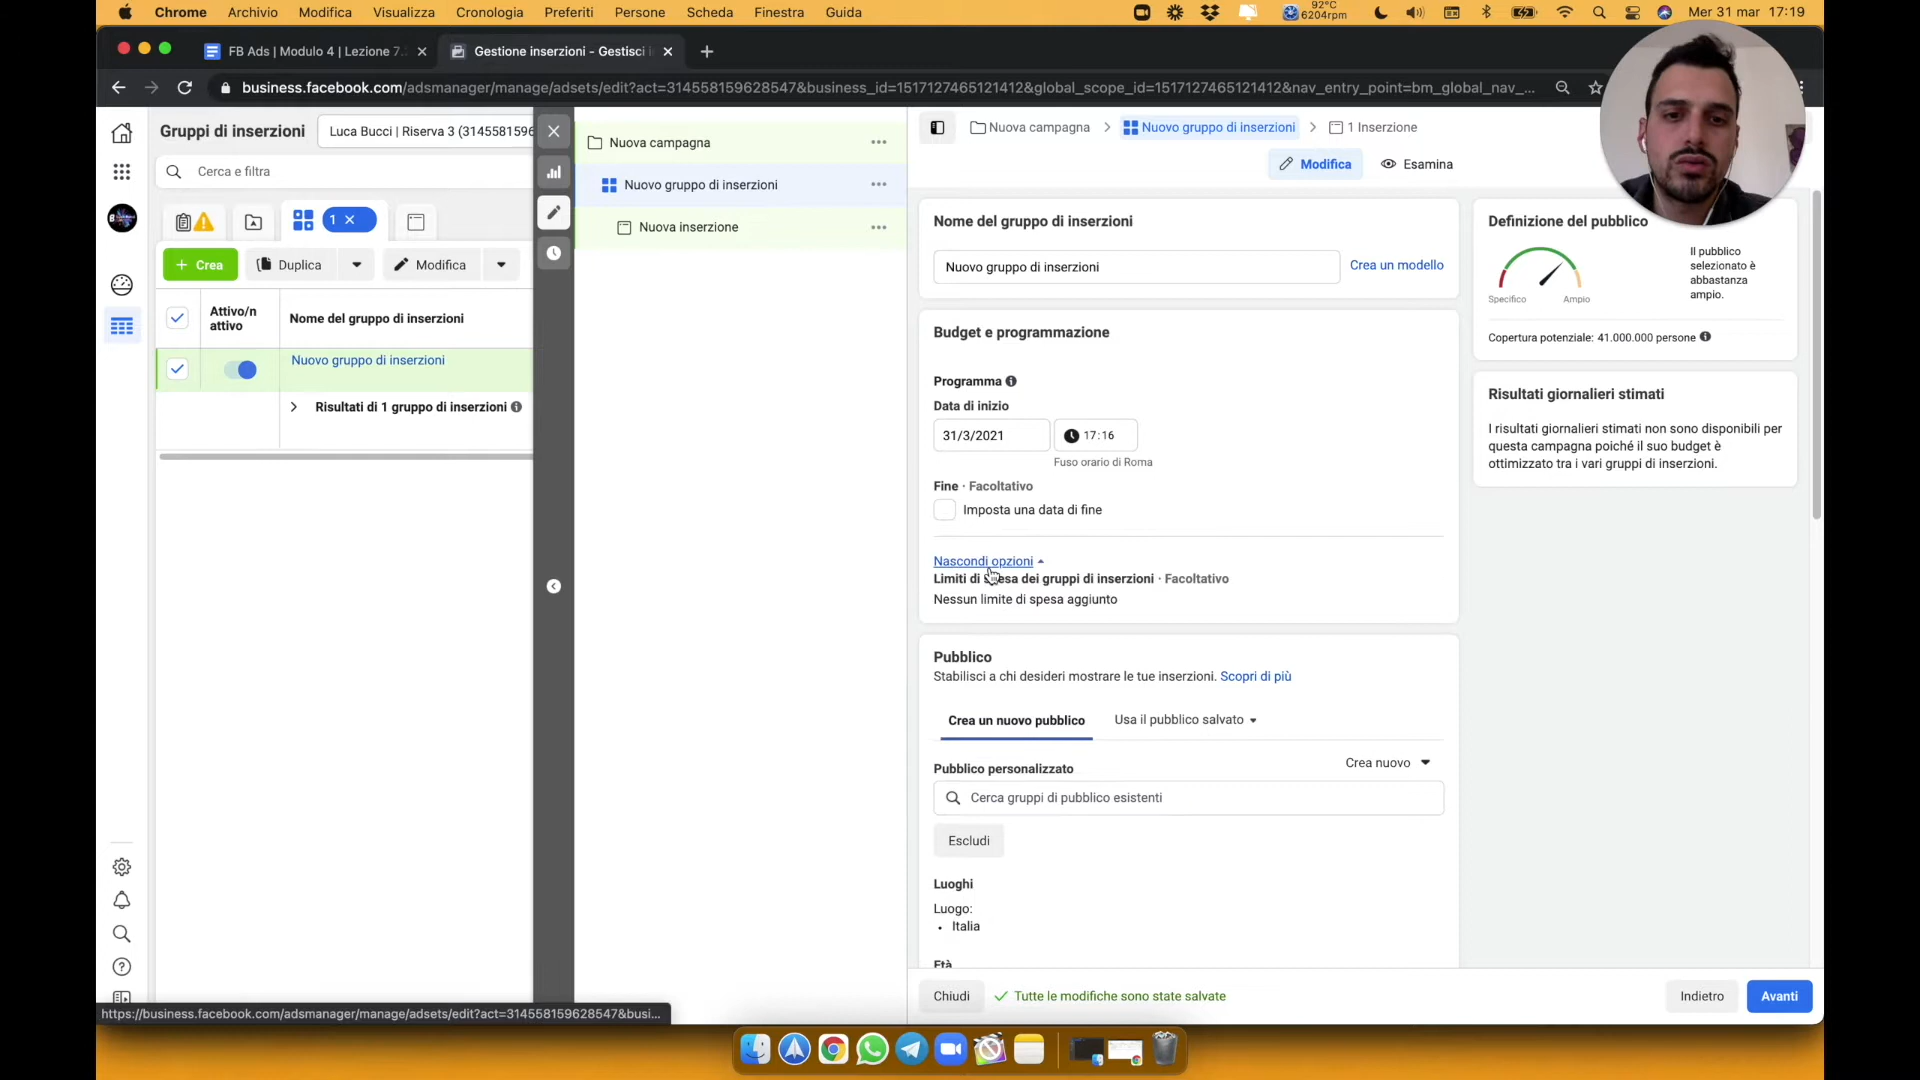 Chrome Archivio Modifica Visualizza Cronologia Preferiti Persone Scheda Finestra Guida
92°C
6204rpm
Mer 31 mar 17:19
FB Ads | Modulo 4 | Lezione 7.
Gestione inserzioni - Gestisci i
business.facebook.com/adsmanager/manage/adsets/edit?act=314558159628547&business_id=1517127465121412&global_scope_id=1517127465121412&nav_entry_point=bm_global_nav_...
Gruppi di inserzioni
Luca Bucci | Riserva 3 (3145581596
Cerca e filtra
1
+ Crea
Duplica
Modifica
Attivo/n
attivo
Nome del gruppo di inserzioni
Nuovo gruppo di inserzioni
Risultati di 1 gruppo di inserzioni
Nuova campagna
Nuovo gruppo di inserzioni
Nuova inserzione
Nuova campagna > Nuovo gruppo di inserzioni > 1 Inserzione
Modifica
Esamina
Nome del gruppo di inserzioni
Nuovo gruppo di inserzioni
Crea un modello
Budget e programmazione
Programma
Data di inizio
31/3/2021
17:16
Fuso orario di Roma
Fine · Facoltativo
Imposta una data di fine
Nascondi opzioni
Limiti di spesa dei gruppi di inserzioni · Facoltativo
Nessun limite di spesa aggiunto
Pubblico
Stabilisci a chi desideri mostrare le tue inserzioni. Scopri di più
Crea un nuovo pubblico
Usa il pubblico salvato
Pubblico personalizzato
Crea nuovo
Cerca gruppi di pubblico esistenti
Escludi
Luoghi
Luogo:
• Italia
Età
Definizione del pubblico
Specifico
Ampio
Il pubblico
selezionato è
abbastanza
ampio.
Copertura potenziale: 41.000.000 persone
Risultati giornalieri stimati
I risultati giornalieri stimati non sono disponibili per
questa campagna poiché il suo budget è
ottimizzato tra i vari gruppi di inserzioni.
Chiudi
Tutte le modifiche sono state salvate
Indietro
Avanti
https://business.facebook.com/adsmanager/manage/adsets/edit?act=314558159628547&busi...